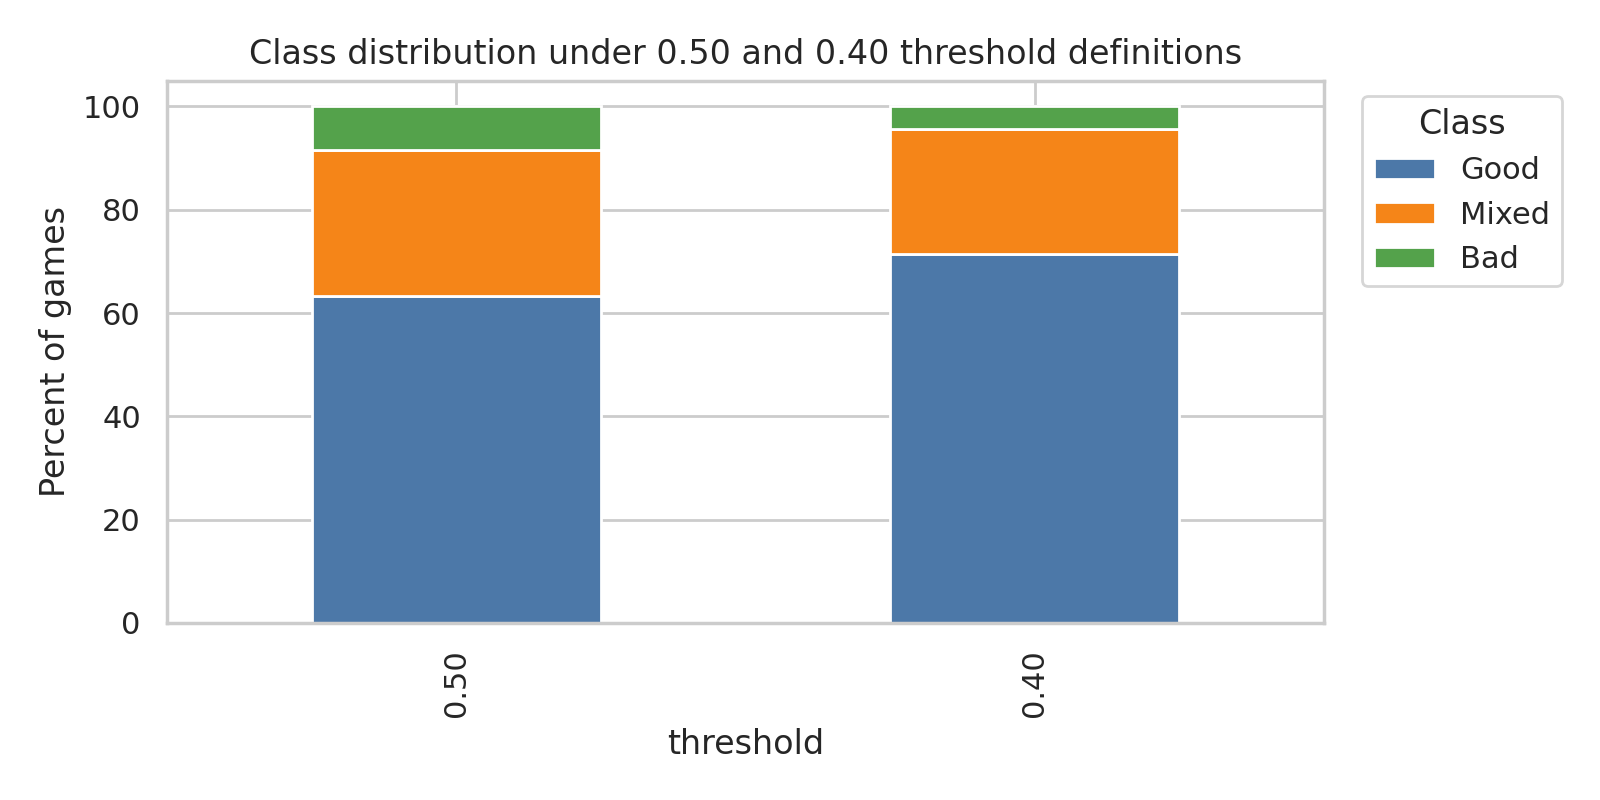 Class distribution under 0.50 and 0.40 threshold definitions
Percent of games
100
80
60
40
20
0
0.50
0.40
threshold
Class
Good
Mixed
Bad